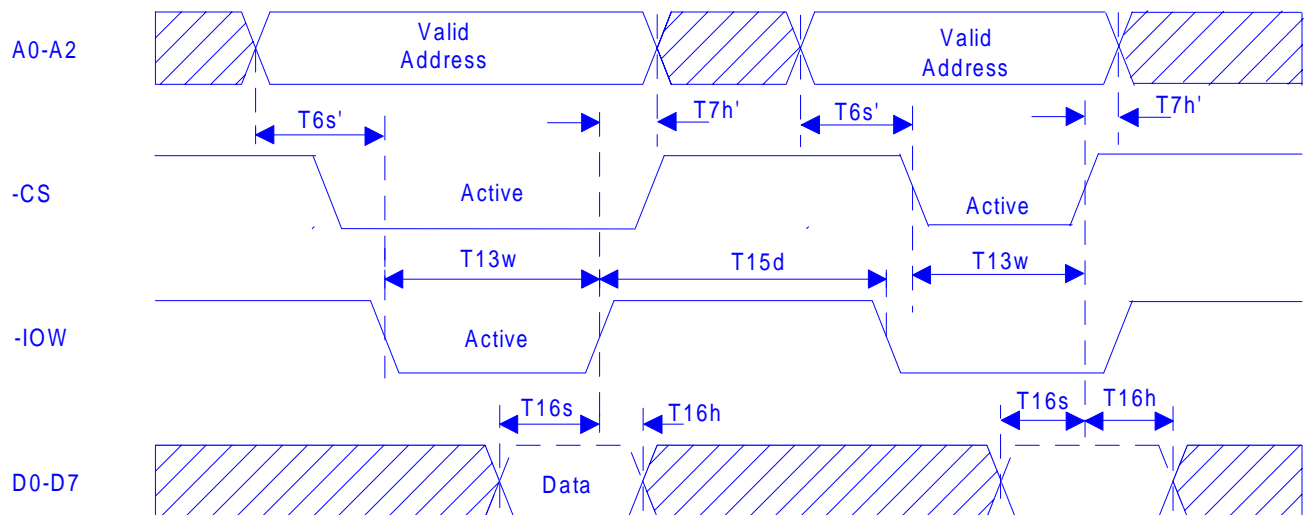 A0-A2
Valid
Address
Valid
Address
T6s'
T7h'
T6s'
T7h'
-CS
Active
Active
T13w
T15d
T13w
-IOW
Active
T16s
T16h
T16s
T16h
D0-D7
Data